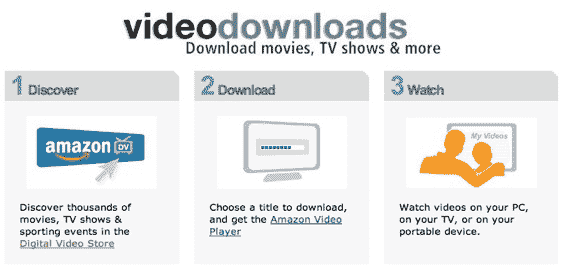 videodownloads
Download movies, TV shows & more
1 Discover
amazon DV
Discover thousands of
movies, TV shows &
sporting events in the
Digital Video Store
2 Download
Choose a title to download,
and get the Amazon Video
Player
3 Watch
My Videos
Watch videos on your PC,
on your TV, or on your
portable device.